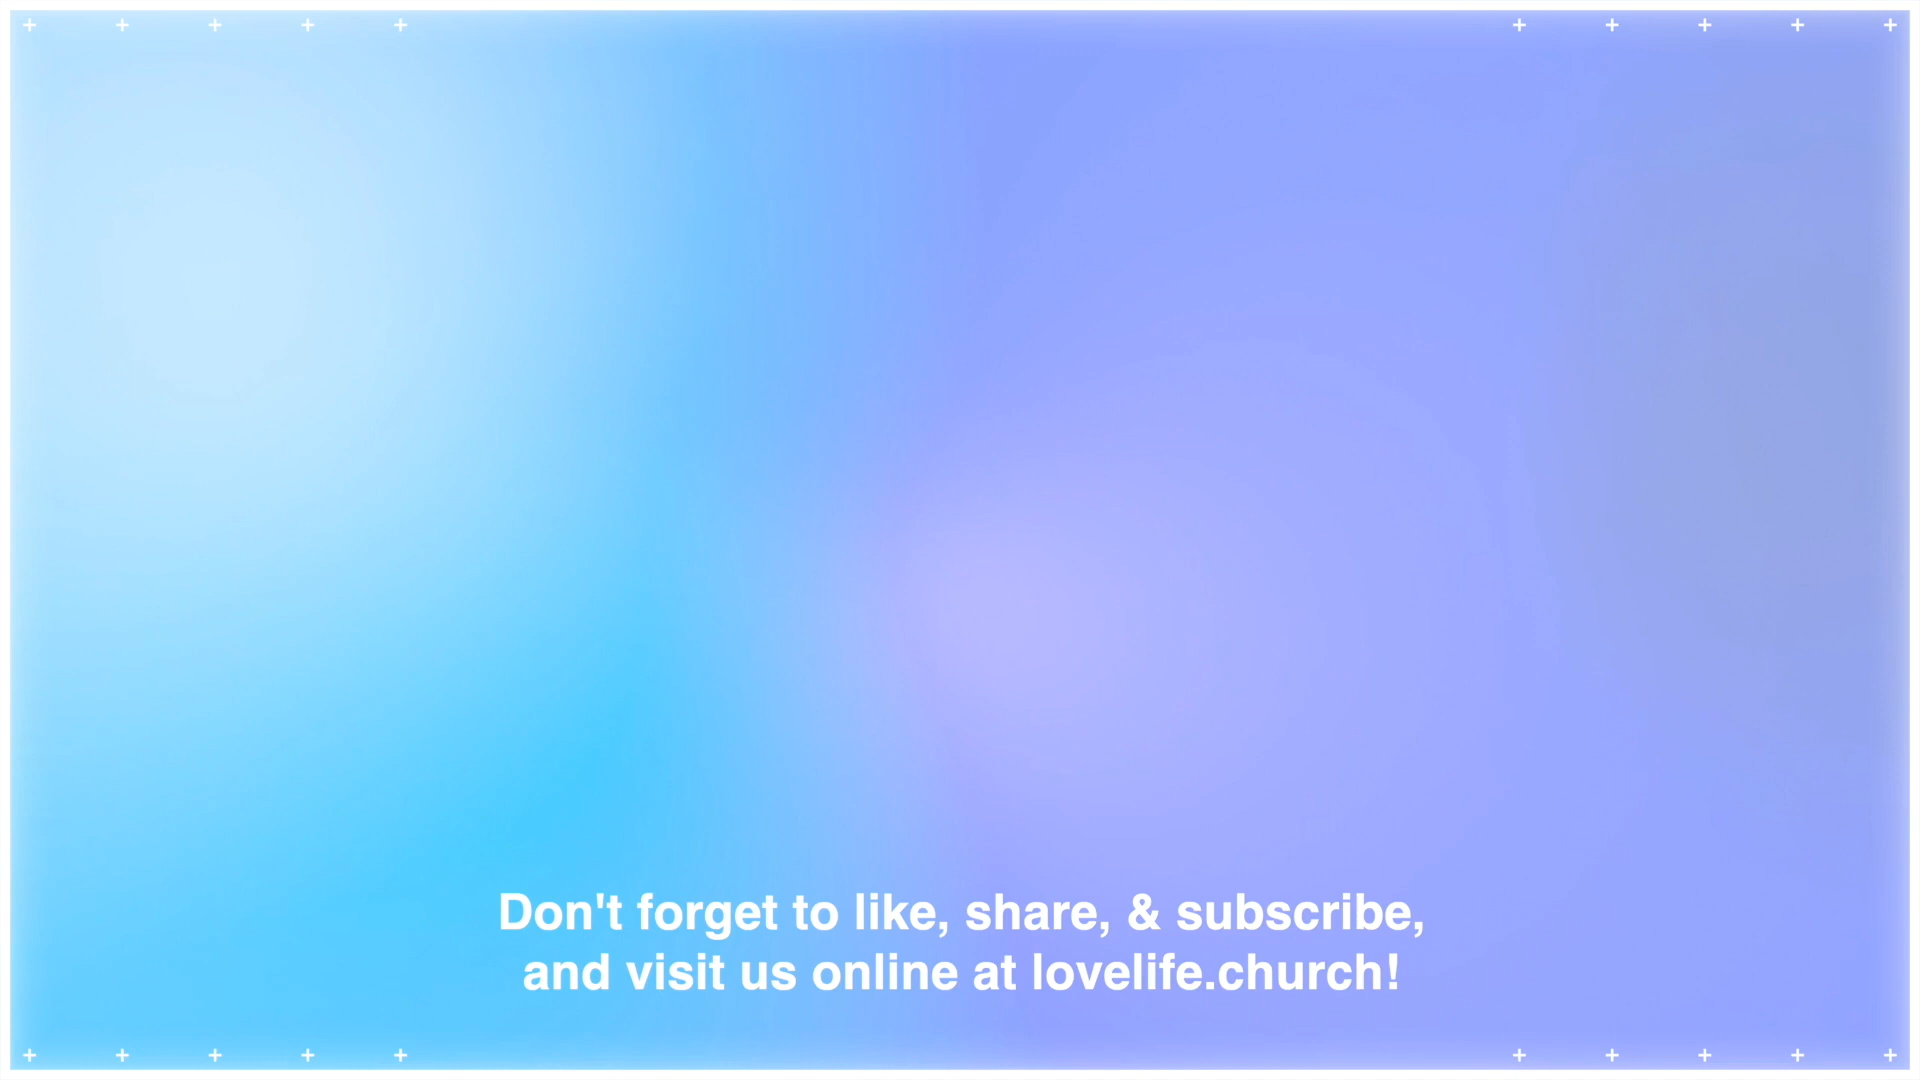 Don't forget to like, share, & subscribe,
and visit us online at lovelife.church!